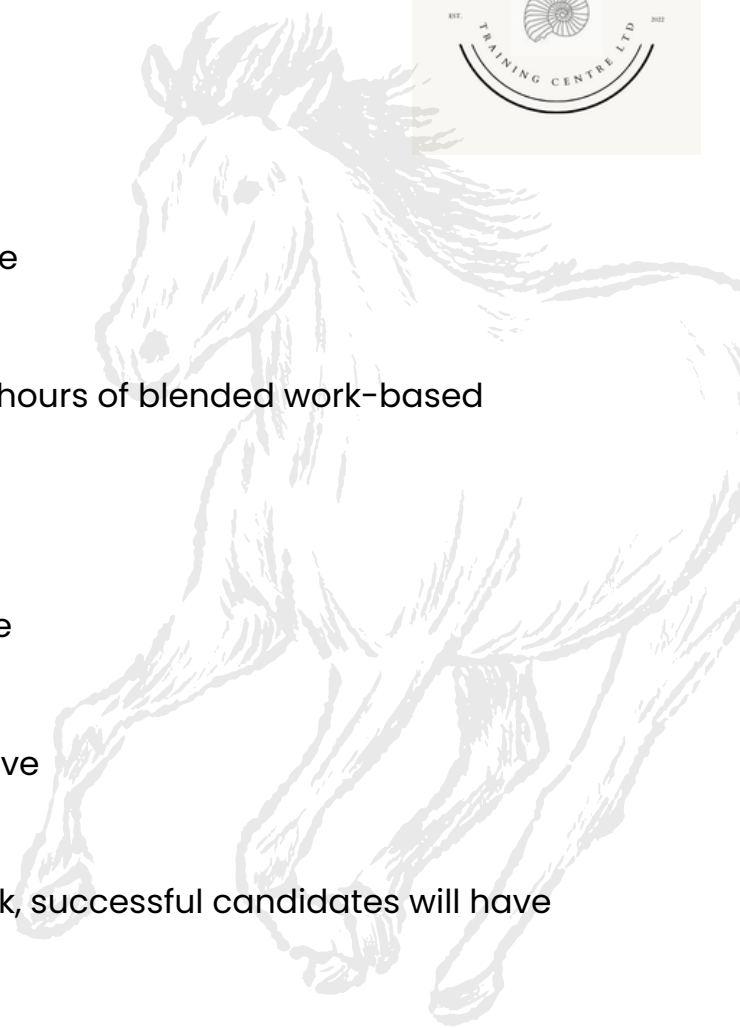 EST. 2022
TRAINING CENTRE LTD
e
hours of blended work-based
e
ve
k, successful candidates will have